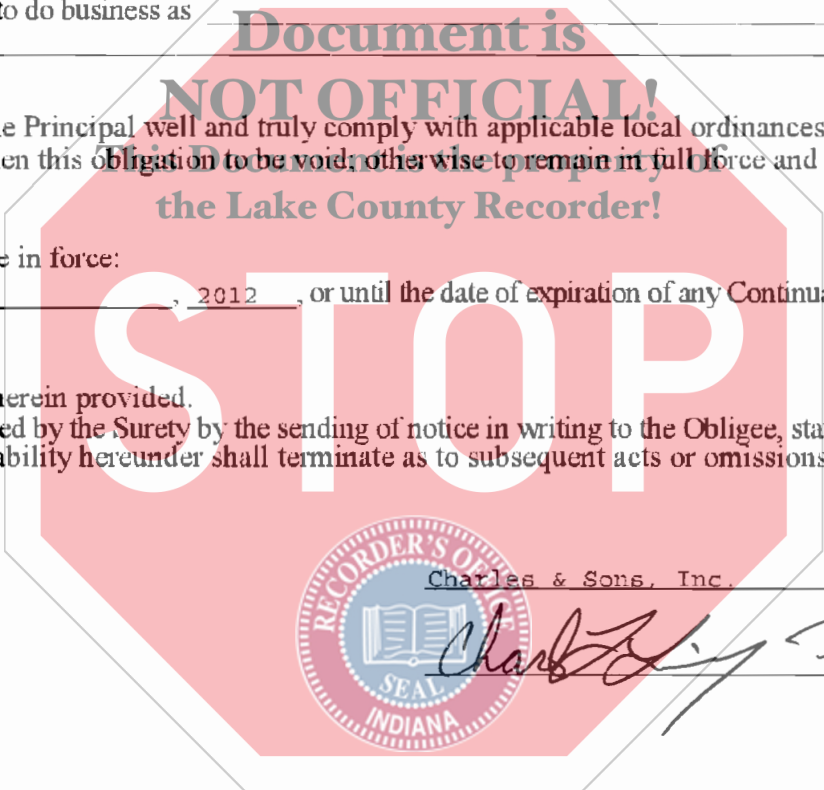 to do business as
Document is
NOT OFFICIAL!
e Principal well and truly comply with applicable local ordinances
en this obligation to be void; otherwise to remain in full force and
This Document is the property of
the Lake County Recorder!
e in force:
, 2012 , or until the date of expiration of any Continua
STOP
erein provided.
ed by the Surety by the sending of notice in writing to the Obligee, sta
ability hereunder shall terminate as to subsequent acts or omissions
RECORDER'S OFFICE
SEAL
INDIANA
Charles & Sons, Inc.